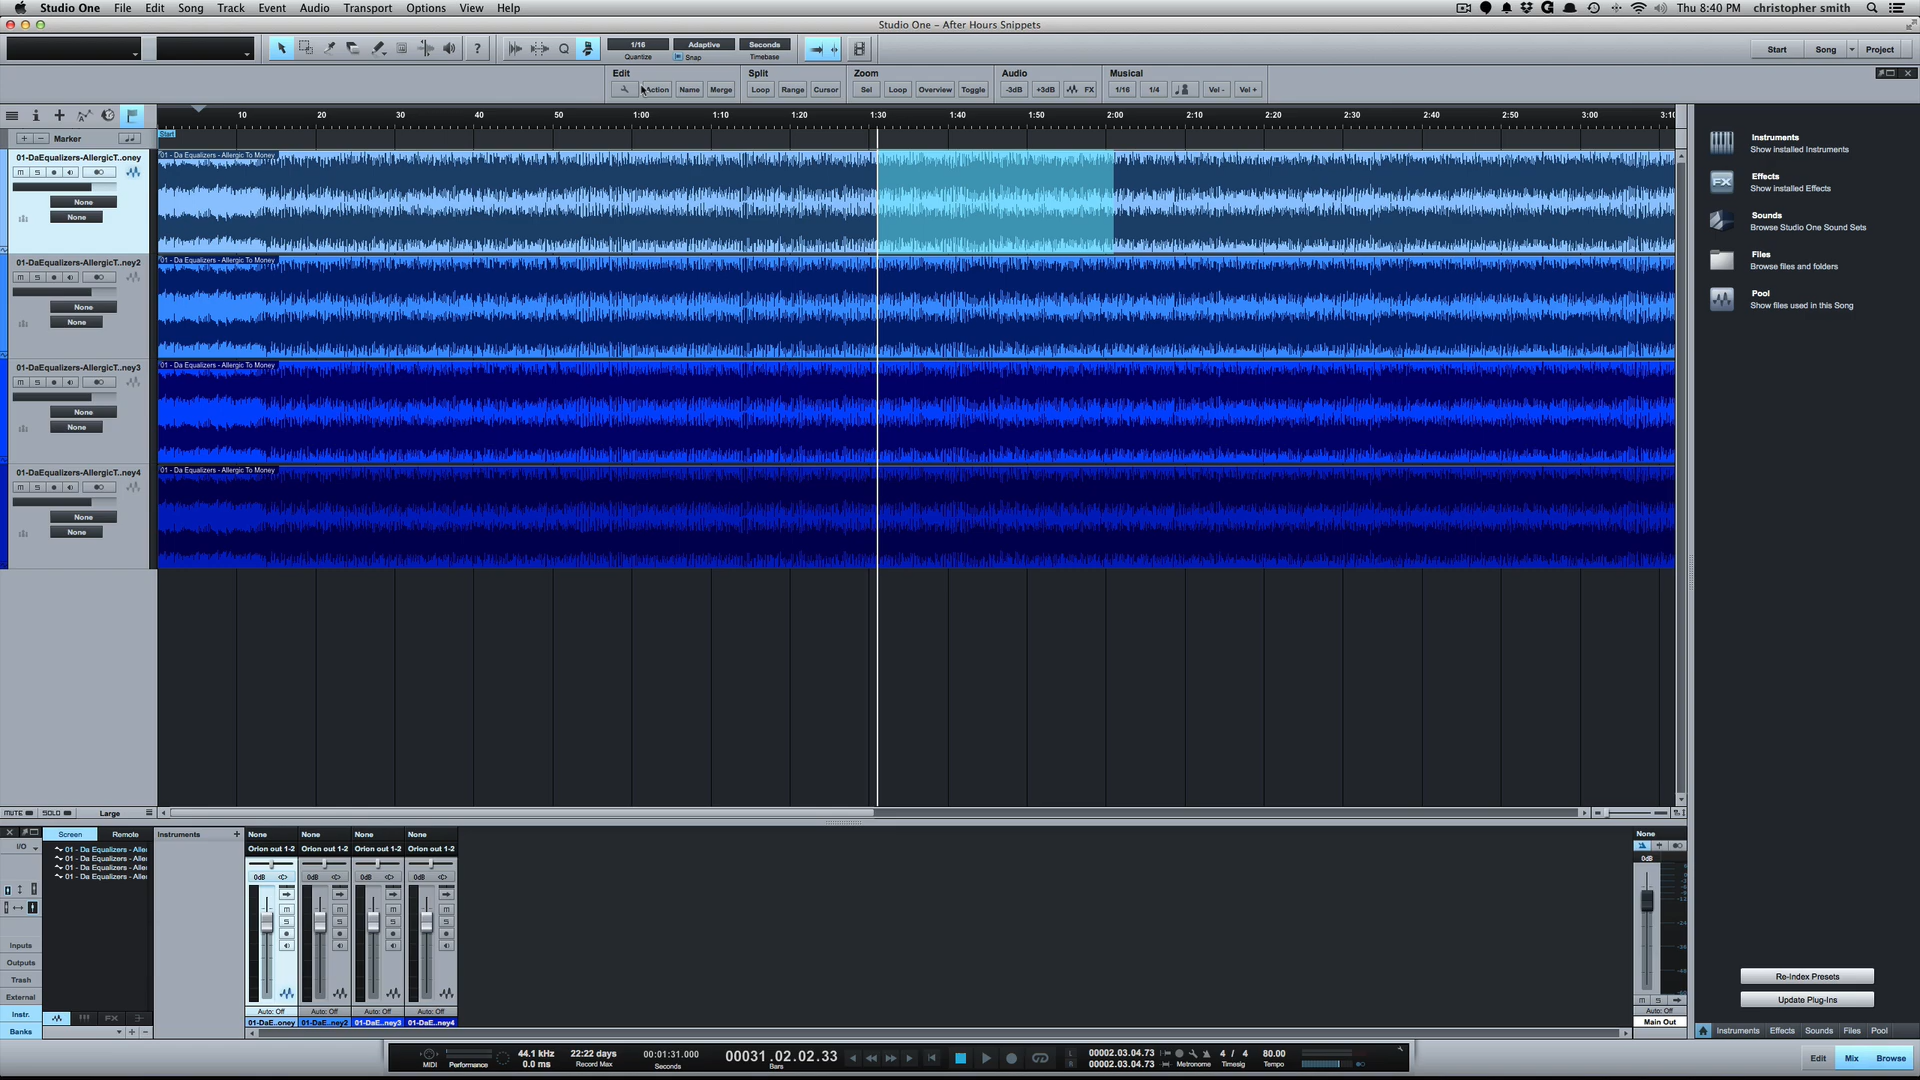 Studio One File Edit Song Track Event Audio Transport Options View Help
Thu 8:40 PM christopher smith
Studio One - After Hours Snippets
1/16 Adaptive Seconds
Quantize Snap Timebase
Start Song Project
Edit Split Zoom Audio Musical
Action Name Merge Loop Range Cursor Sel Loop Overview Toggle -3dB +3dB FX 1/16 1/4 Vel - Vel +
10 20 30 40 50 1:00 1:10 1:20 1:30 1:40 1:50 2:00 2:10 2:20 2:30 2:40 2:50 3:00 3:10
Start
+ - Marker
01-DaEqualizers-AllergicT..oney
01 - Da Equalizers - Allergic To Money
M S
None
None
01-DaEqualizers-AllergicT..ney2
01 - Da Equalizers - Allergic To Money
M S
None
None
01-DaEqualizers-AllergicT..ney3
01 - Da Equalizers - Allergic To Money
M S
None
None
01-DaEqualizers-AllergicT..ney4
01 - Da Equalizers - Allergic To Money
M S
None
None
Instruments
Show installed Instruments
FX
Effects
Show installed Effects
Sounds
Browse Studio One Sound Sets
Files
Browse files and folders
Pool
Show files used in this Song
Re-Index Presets
Update Plug-Ins
Instruments Effects Sounds Files Pool
MUTE SOLO Large
Screen Remote Instruments +
I/O
01 - Da Equalizers - Alle
01 - Da Equalizers - Alle
01 - Da Equalizers - Alle
01 - Da Equalizers - Alle
Inputs
Outputs
Trash
External
Instr.
Banks
FX
None None None None
Orion out 1-2 Orion out 1-2 Orion out 1-2 Orion out 1-2
0dB <C> 0dB <C> 0dB <C> 0dB <C>
M M M M
S S S S
Auto: Off Auto: Off Auto: Off Auto: Off
01-DaE..oney 01-DaE..ney2 01-DaE..ney3 01-DaE..ney4
None
0dB
M S
Auto: Off
Main Out
MIDI Performance
44.1 kHz
0.0 ms
22:22 days
Record Max
00:01:31.000
Seconds
00031.02.02.33
Bars
L 00002.03.04.73
R 00002.03.04.73
Metronome
4 / 4
Timesig
80.00
Tempo
Edit Mix Browse